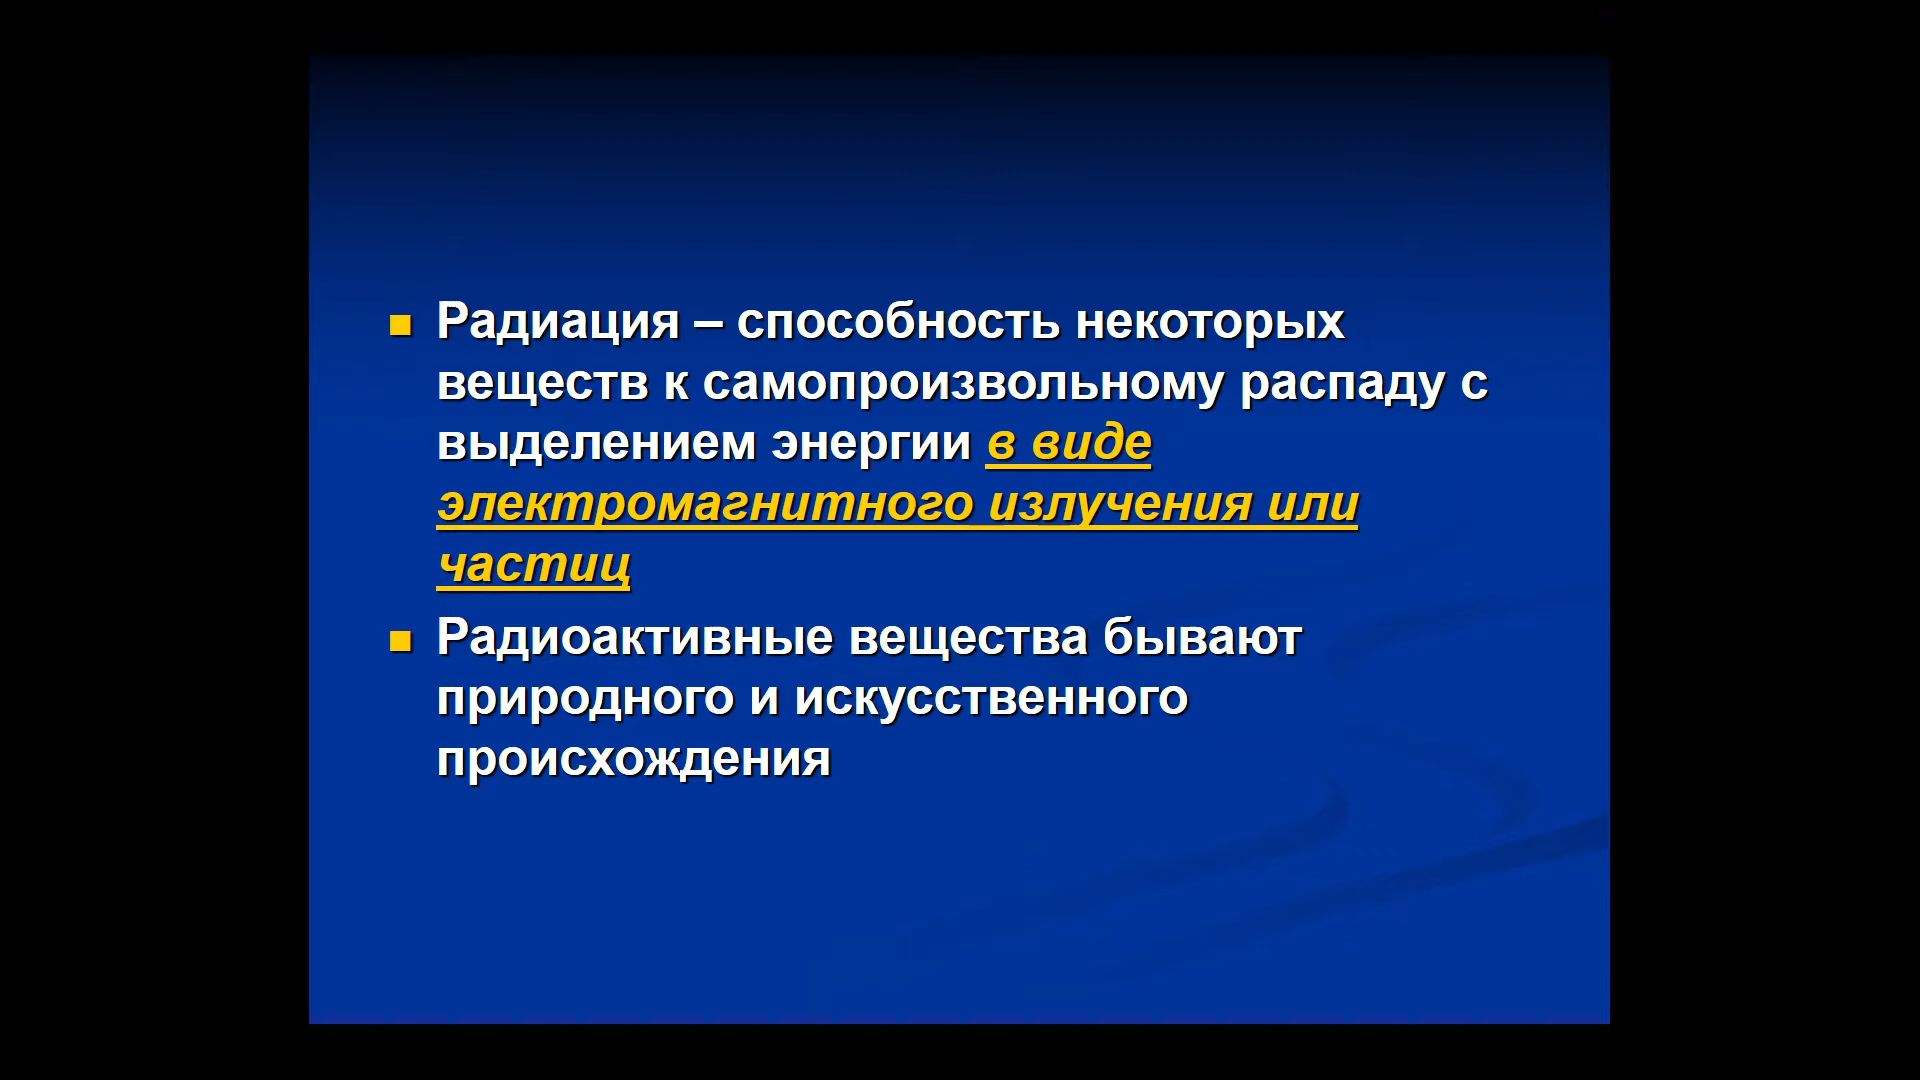 Радиация – способность некоторых
веществ к самопроизвольному распаду с
выделением энергии в виде
электромагнитного излучения или
частиц
Радиоактивные вещества бывают
природного и искусственного
происхождения